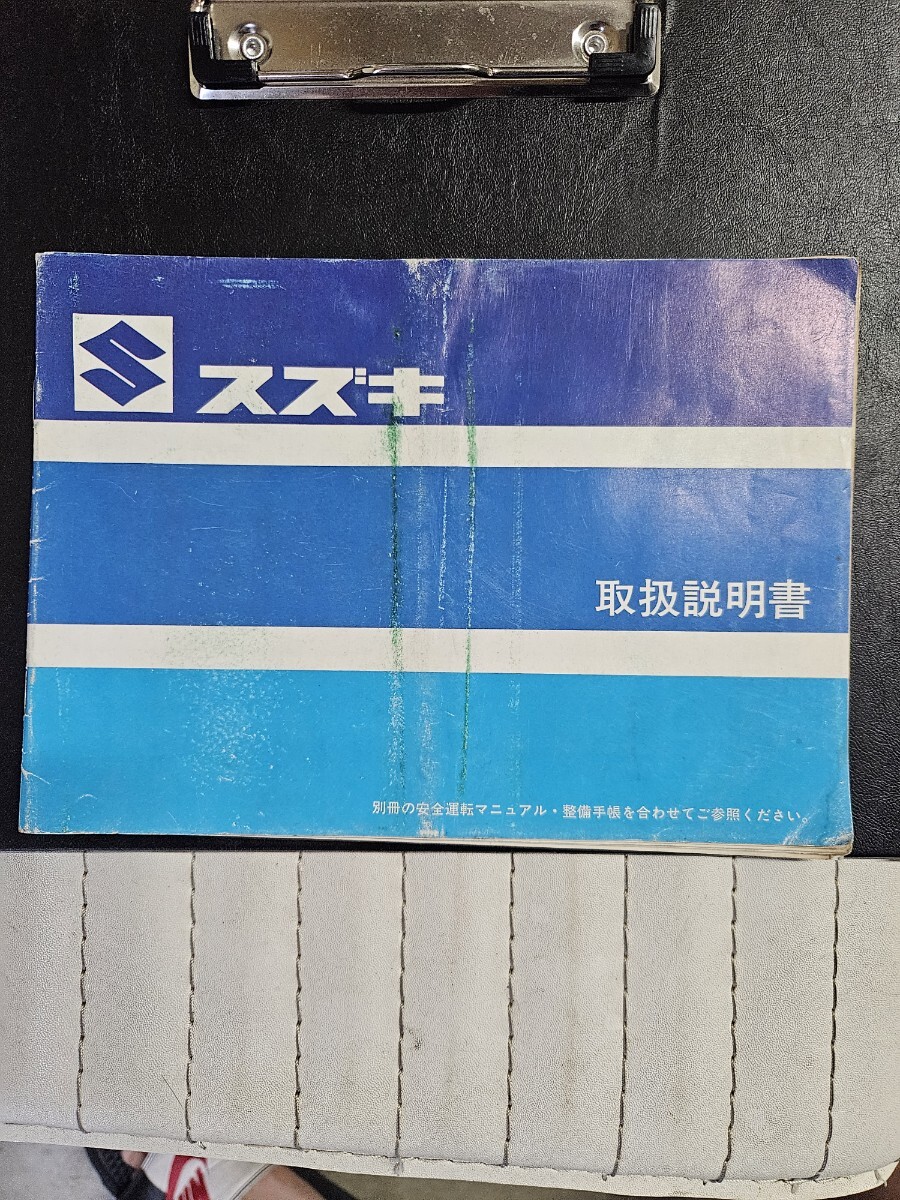 スズキ
取扱説明書
別冊の安全運転マニュアル・整備手帳を合わせてご参照ください。